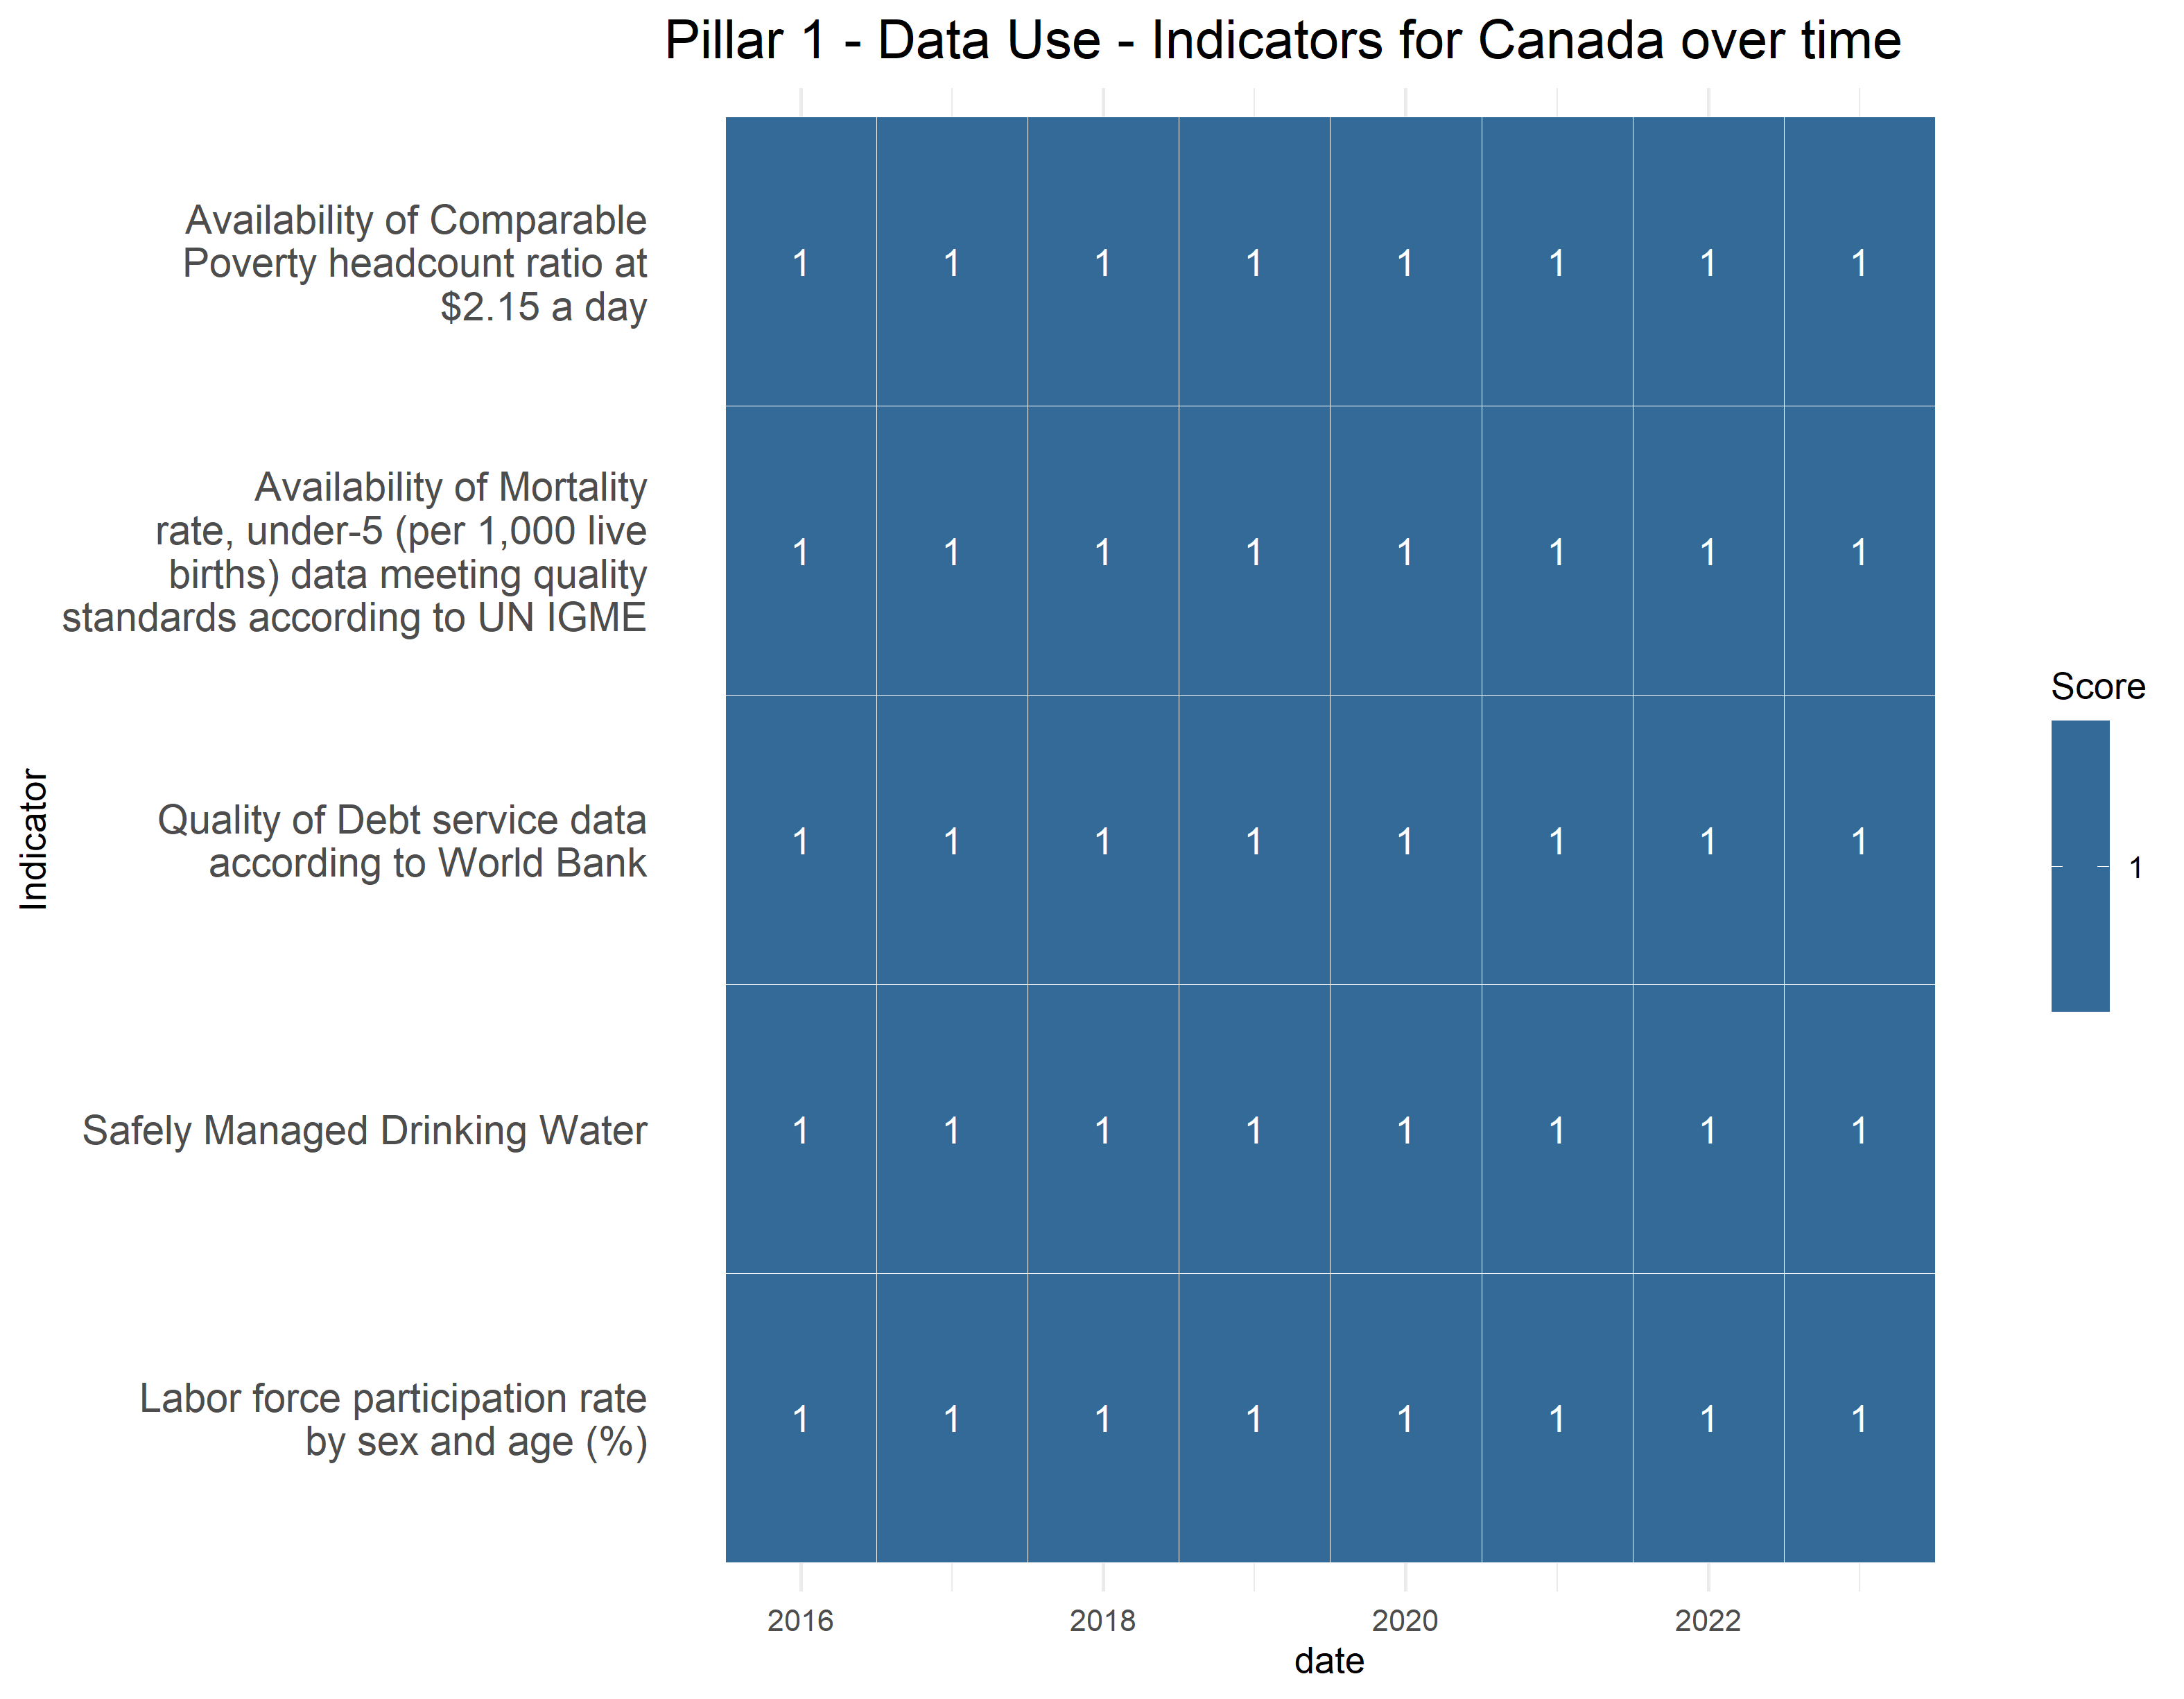 Pillar 1 - Data Use - Indicators for Canada over time
Availability of Comparable
Poverty headcount ratio at
$2.15 a day
1 1 1 1 1 1 1 1
Availability of Mortality
rate, under-5 (per 1,000 live
births) data meeting quality
standards according to UN IGME
1 1 1 1 1 1 1 1
Quality of Debt service data
according to World Bank
1 1 1 1 1 1 1 1
Safely Managed Drinking Water
1 1 1 1 1 1 1 1
Labor force participation rate
by sex and age (%)
1 1 1 1 1 1 1 1
Indicator
2016 2018 2020 2022
date
Score
1